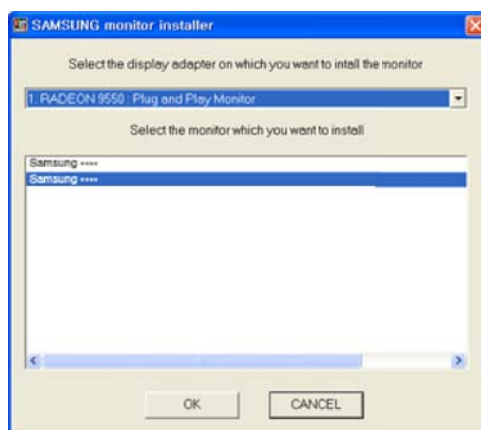 SAMSUNG monitor installer
Select the display adapter on which you want to intall the monitor
1: RADEON 9550 : Plug and Play Monitor
Select the monitor which you want to install
Samsung ****
Samsung ****
OK
CANCEL